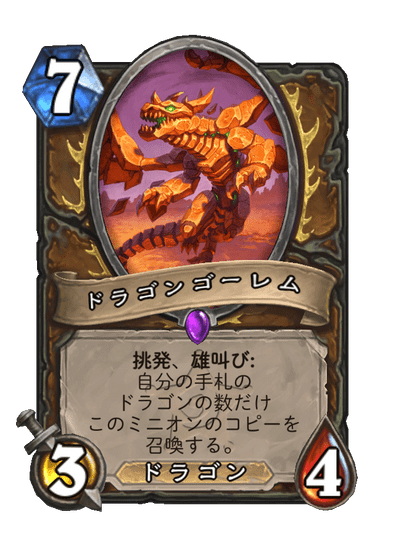 7
ドラゴンゴーレム
挑発、雄叫び:
自分の手札の
ドラゴンの数だけ
このミニオンのコピーを
召喚する。
3
ドラゴン
4